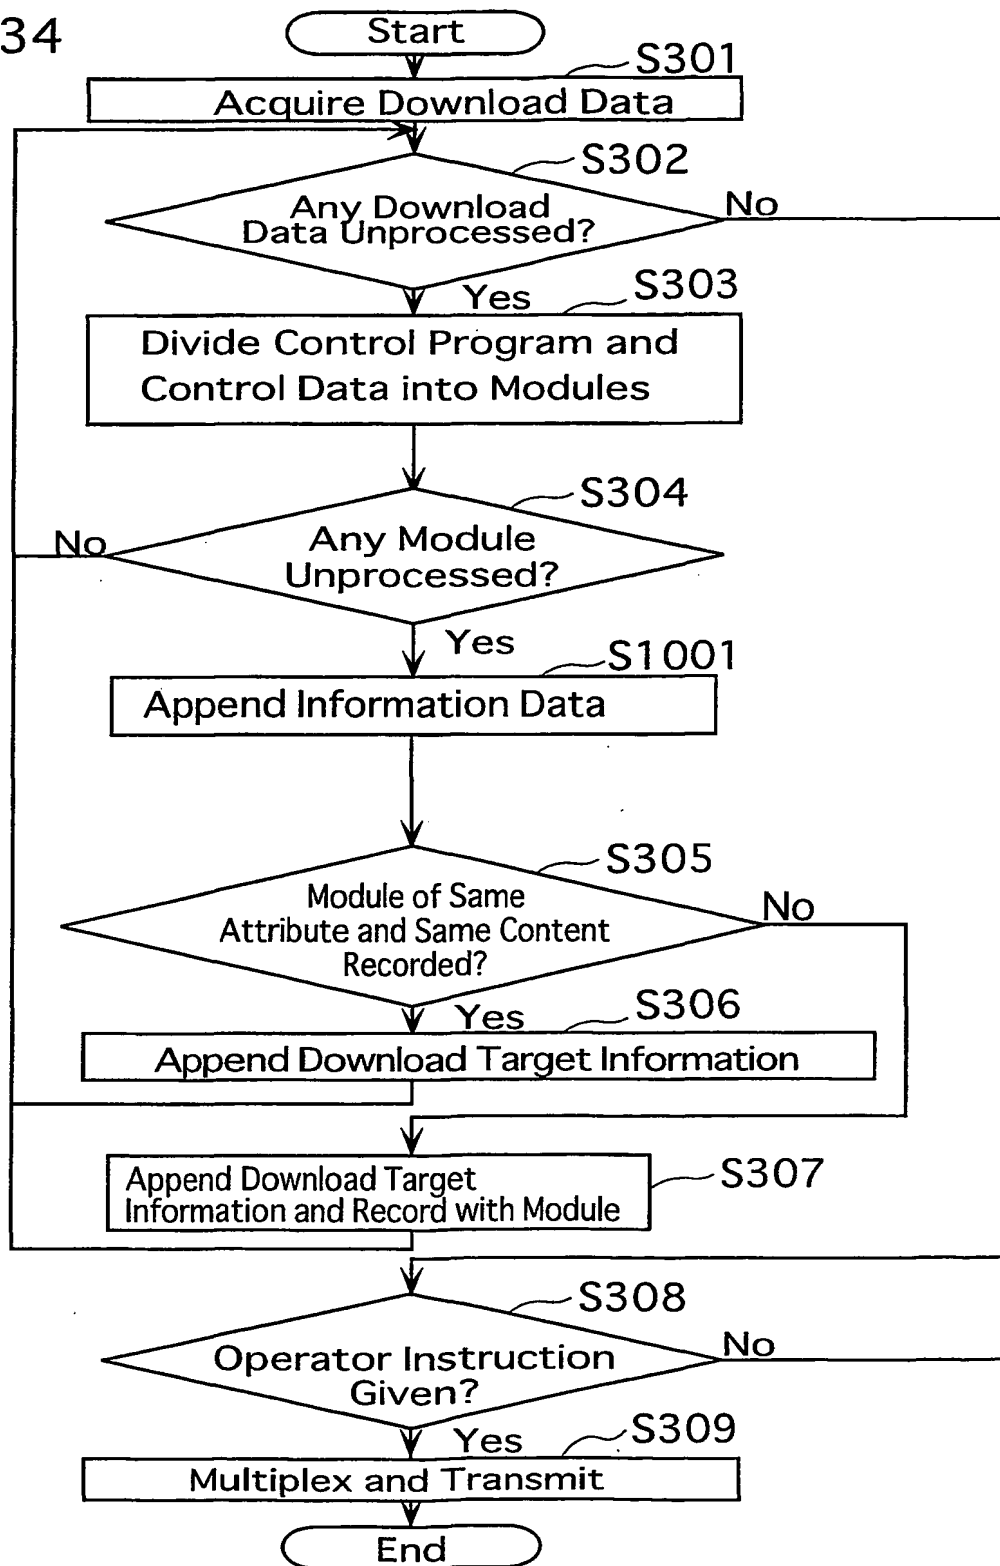 34
Start
S301
Acquire Download Data
S302
Any Download
Data Unprocessed?
No
Yes
S303
Divide Control Program and
Control Data into Modules
S304
No
Any Module
Unprocessed?
Yes
S1001
Append Information Data
S305
Module of Same
Attribute and Same Content
Recorded?
No
Yes
S306
Append Download Target Information
S307
Append Download Target
Information and Record with Module
S308
Operator Instruction
Given?
No
Yes
S309
Multiplex and Transmit
End